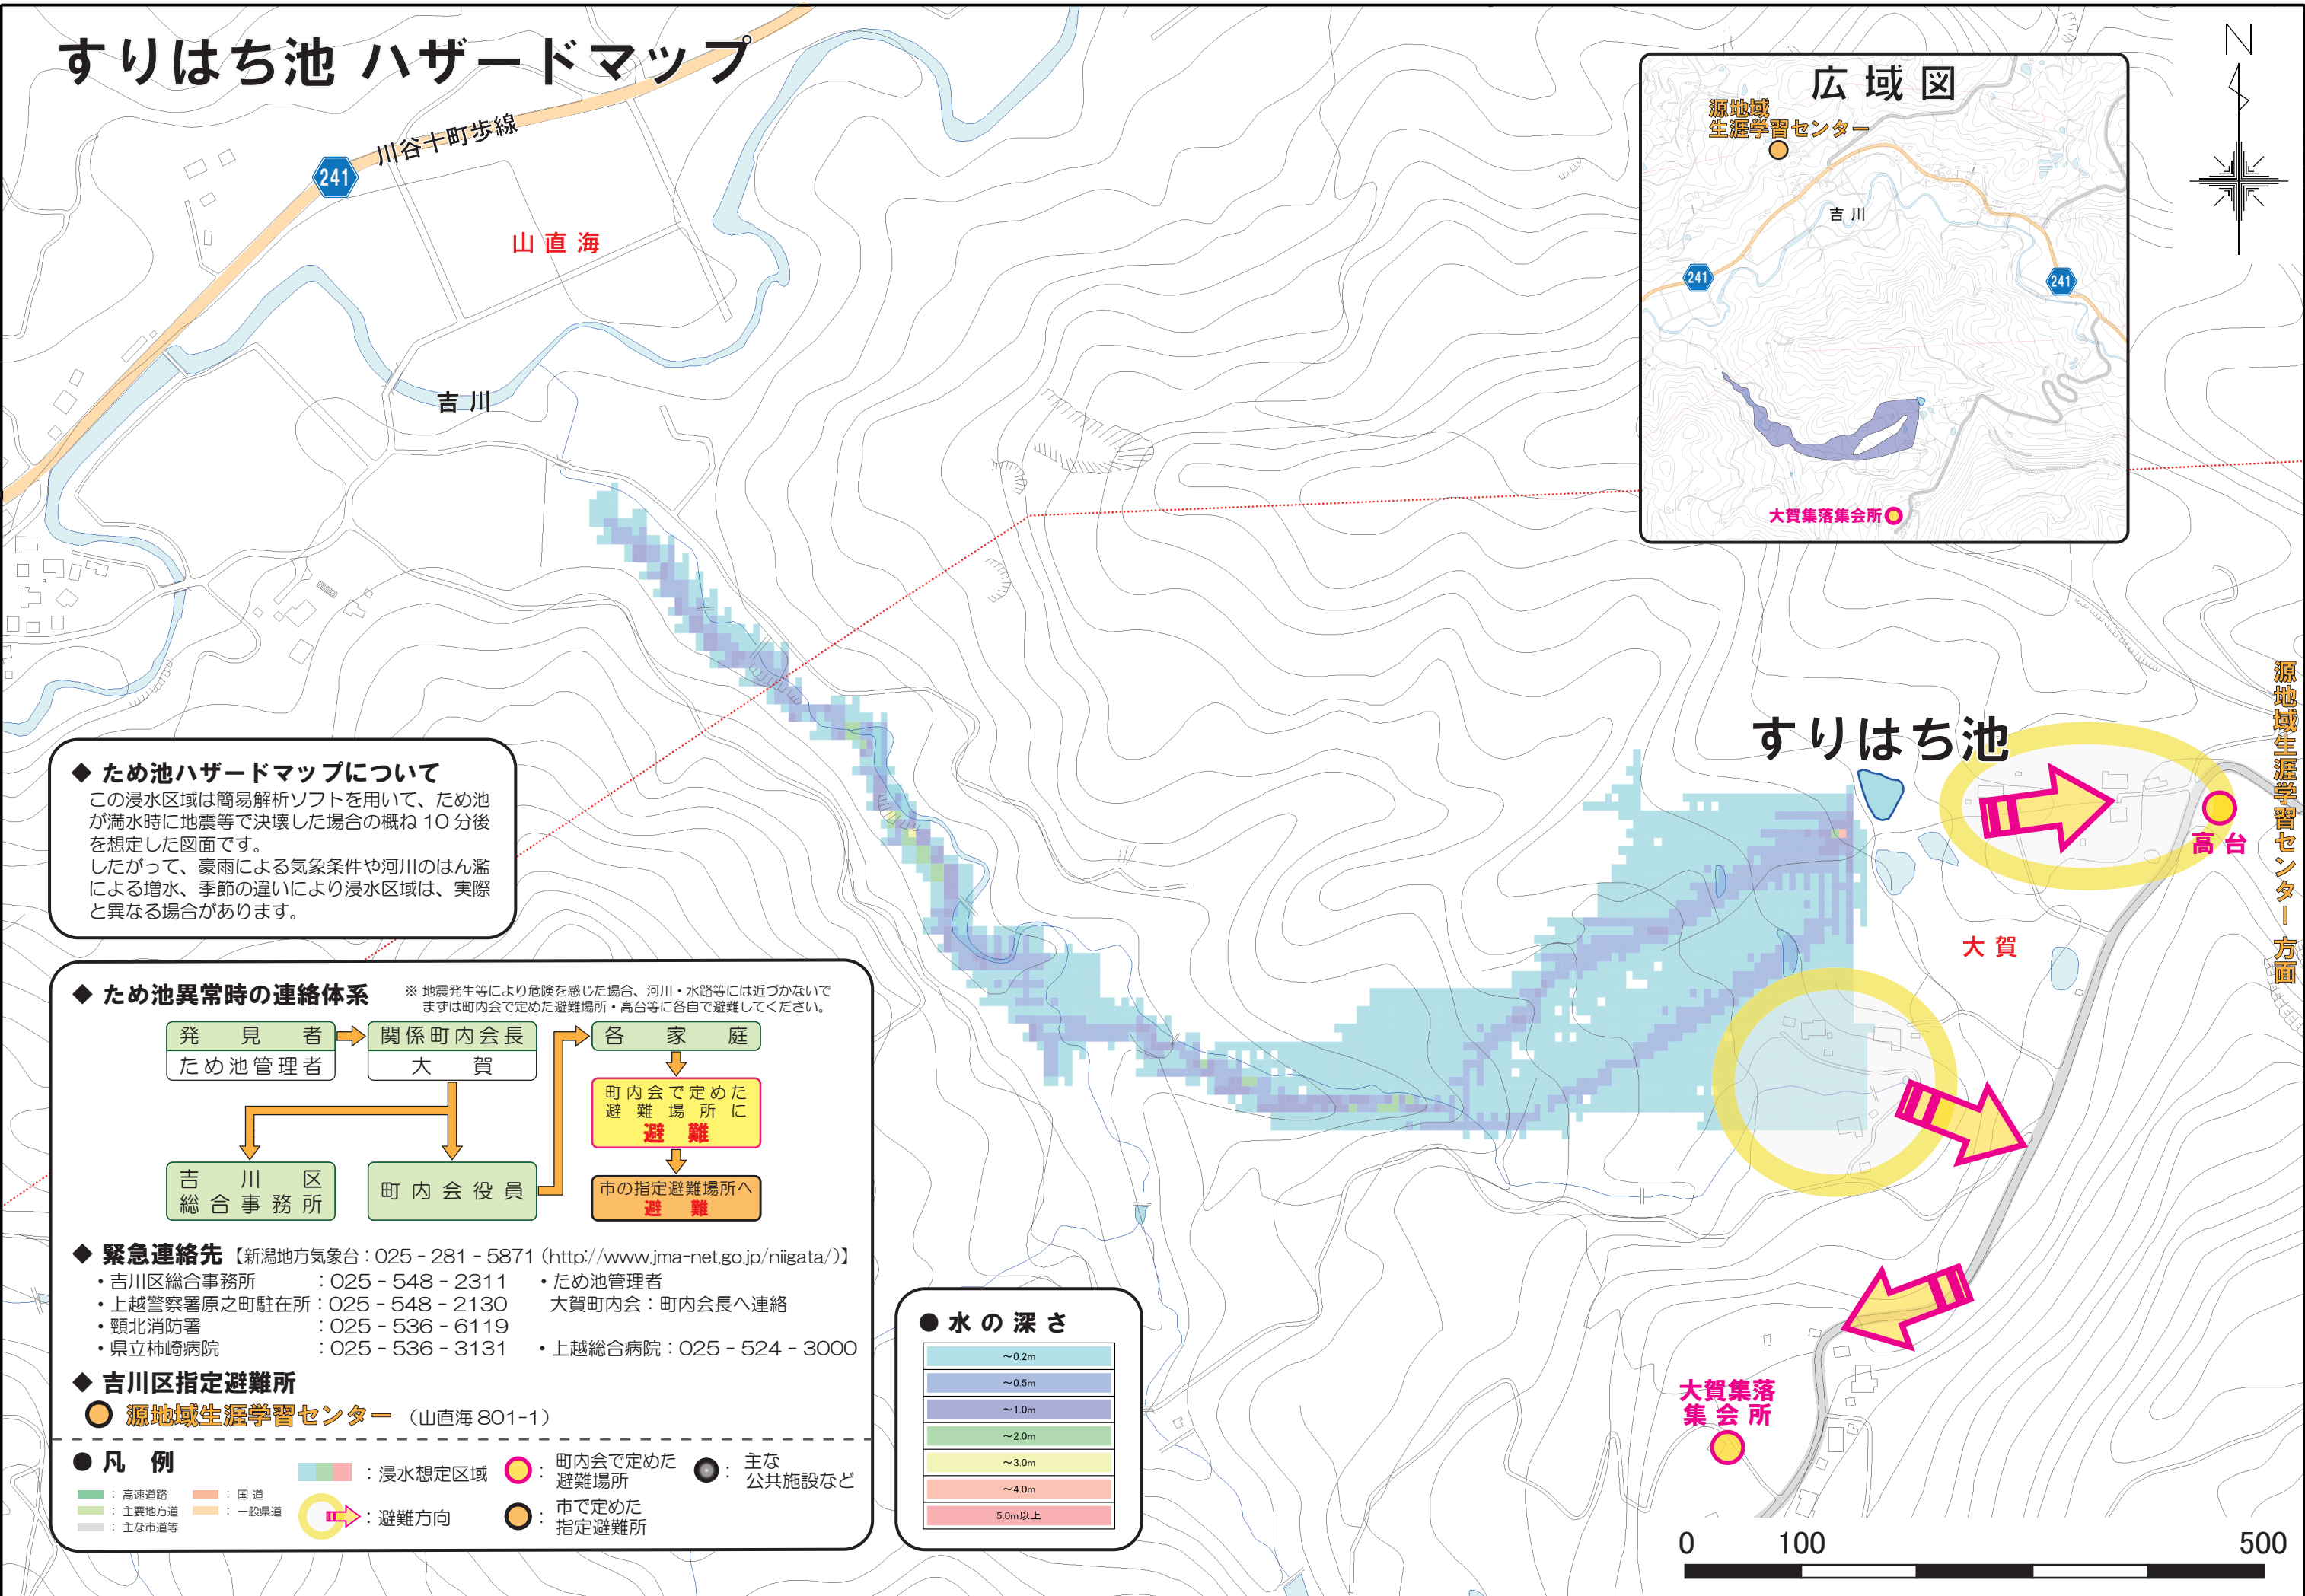 すりはち池 ハザードマップ
241
川谷十町歩線
山直海
吉川
広域図
源地域
生涯学習センター
吉川
241
241
大賀集落集会所
N
すりはち池
高台
源地域生涯学習センター方面
大賀
大賀集落
集会所
◆ ため池ハザードマップについて
この浸水区域は簡易解析ソフトを用いて、ため池
が満水時に地震等で決壊した場合の概ね 10 分後
を想定した図面です。
したがって、豪雨による気象条件や河川のはん濫
による増水、季節の違いにより浸水区域は、実際
と異なる場合があります。
◆ ため池異常時の連絡体系
※ 地震発生等により危険を感じた場合、河川・水路等には近づかないで
まずは町内会で定めた避難場所・高台等に各自で避難してください。
発見者
ため池管理者
関係町内会長
大賀
各家庭
町内会で定めた
避難場所に
避難
吉川区
総合事務所
町内会役員
市の指定避難場所へ
避難
◆ 緊急連絡先【新潟地方気象台：025 - 281 - 5871（http://www.jma-net.go.jp/niigata/）】
・吉川区総合事務所 ：025 - 548 - 2311
・上越警察署原之町駐在所：025 - 548 - 2130
・頸北消防署 ：025 - 536 - 6119
・県立柿崎病院 ：025 - 536 - 3131
・ため池管理者
大賀町内会：町内会長へ連絡
・上越総合病院：025 - 524 - 3000
◆ 吉川区指定避難所
源地域生涯学習センター（山直海 801-1）
● 凡例
：高速道路
：主要地方道
：主な市道等
：国道
：一般県道
：浸水想定区域
：避難方向
：町内会で定めた
避難場所
：市で定めた
指定避難所
：主な
公共施設など
● 水の深さ
～0.2m
～0.5m
～1.0m
～2.0m
～3.0m
～4.0m
5.0m以上
0 100 500